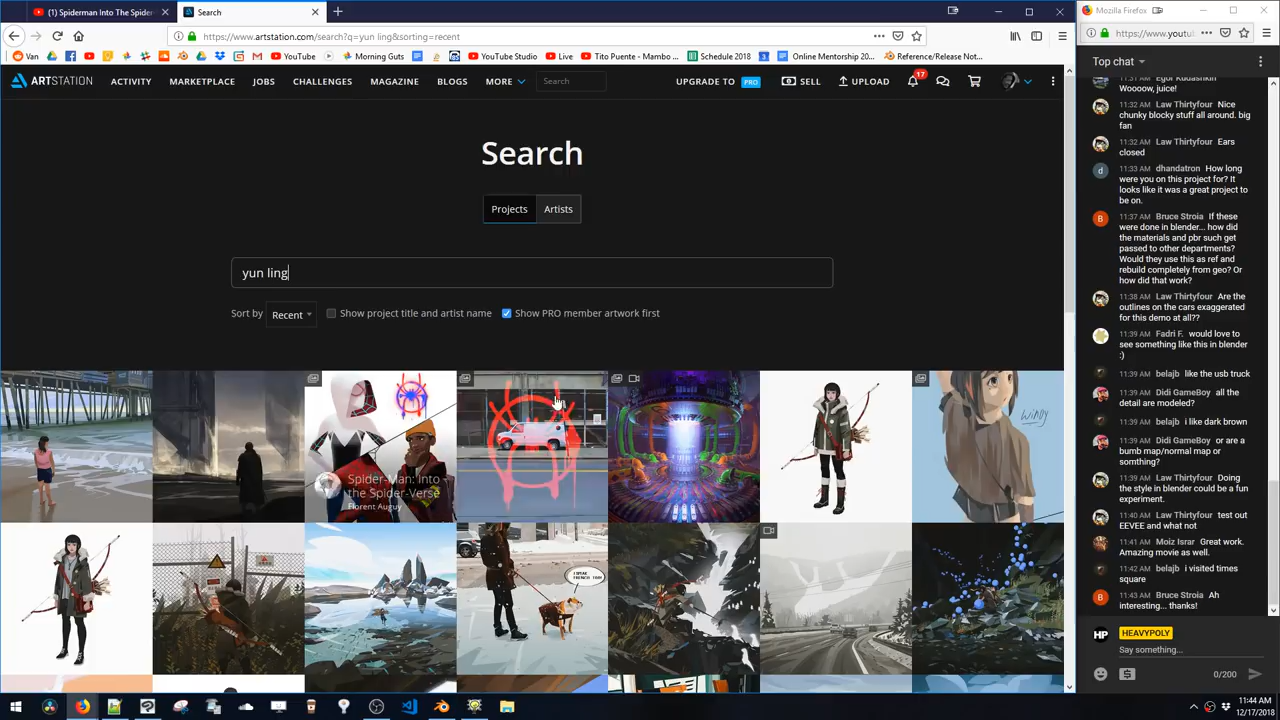 (1) Spiderman Into The Spider-
Search
https://www.artstation.com/search?q=yun ling&sorting=recent
Van
YouTube
Morning Guts
YouTube Studio
Live
Tito Puente - Mambo ...
Schedule 2018
Online Mentorship 20...
Reference/Release Not...
ARTSTATION
ACTIVITY
MARKETPLACE
JOBS
CHALLENGES
MAGAZINE
BLOGS
MORE
Search
UPGRADE TO PRO
SELL
UPLOAD
17
Search
Projects
Artists
yun ling
Sort by
Recent
Show project title and artist name
Show PRO member artwork first
Spider-Man: Into
the Spider-Verse
Florent Auguy
WINDY
I SPEAK
FRENCH TOO!
Mozilla Firefox
https://www.youtu
Top chat
Woooow, juice!
11:32 AM Law Thirtyfour Nice
chunky blocky stuff all around. big
fan
11:32 AM Law Thirtyfour Ears
closed
d
11:33 AM dhandatron How long
were you on this project for? It
looks like it was a great project to
be on.
B
11:37 AM Bruce Stroia If these
were done in blender... how did
the materials and pbr such get
passed to other departments?
Would they use this as ref and
rebuild completely from geo? Or
how did that work?
11:38 AM Law Thirtyfour Are the
outlines on the cars exaggerated
for this demo at all??
11:39 AM Fadri F. would love to
see something like this in blender
:)
11:39 AM belajb like the usb truck
11:39 AM Didi GameBoy all the
detail are modeled?
11:39 AM belajb i like dark brown
11:39 AM Didi GameBoy or are a
bumb map/normal map or
somthing?
11:39 AM Law Thirtyfour Doing
the style in blender could be a fun
experiment.
11:40 AM Law Thirtyfour test out
EEVEE and what not
11:41 AM Moiz Israr Great work.
Amazing movie as well.
11:42 AM belajb i visited times
square
B
11:43 AM Bruce Stroia Ah
interesting... thanks!
HP
HEAVYPOLY
Say something...
0/200
11:44 AM
12/17/2018